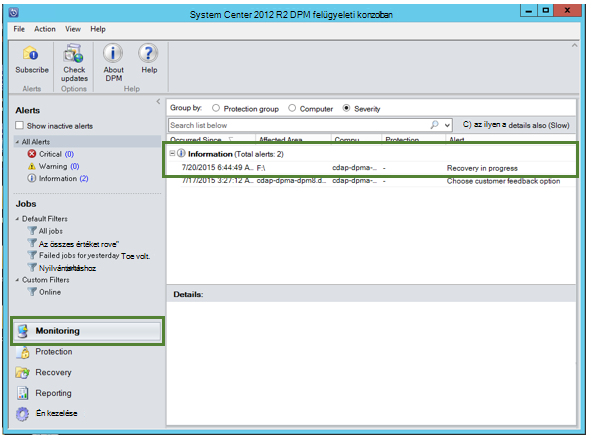 System Center 2012 R2 DPM felügyeleti konzolban
File Action View Help
Subscribe
Check updates
About DPM
Help
Alerts Options Help
Alerts
Show inactive alerts
All Alerts
Critical (0)
Warning (0)
Information (2)
Jobs
Default Filters
All jobs
Az összes értéket rove"
Failed jobs for yesterday Toe volt.
Nyilvántartáshoz
Custom Filters
Online
Monitoring
Protection
Recovery
Reporting
Én kezelése
Group by: Protection group Computer Severity
Search list below
C) az ilyen a details also (Slow)
Occurred Since Affected Area Compu... Protection Alert
Information (Total alerts: 2)
7/20/2015 6:44:49 A... F:\ cdap-dpma-... - Recovery in progress
7/17/2015 3:27:12 A... cdap-dpma-dpm8.d... cdap-dpma-... - Choose customer feedback option
Details: